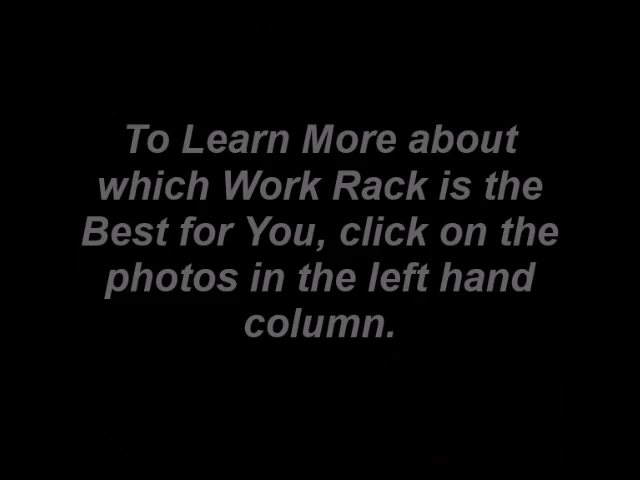 To Learn More about
which Work Rack is the
Best for You, click on the
photos in the left hand
column.